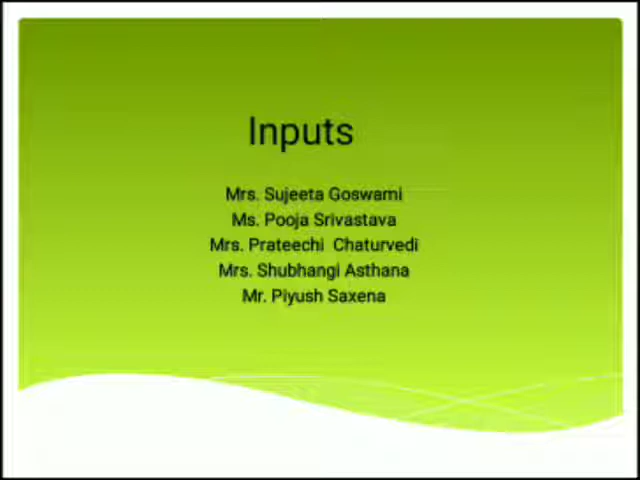 Inputs
Mrs. Sujeeta Goswami
Ms. Pooja Srivastava
Mrs. Prateechi Chaturvedi
Mrs. Shubhangi Asthana
Mr. Piyush Saxena